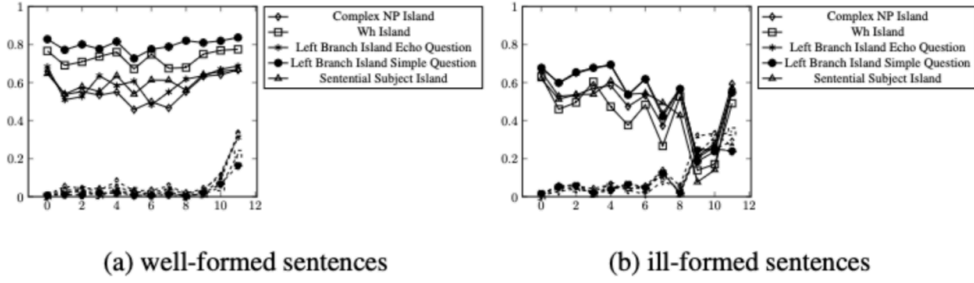 1
0.8
0.6
0.4
0.2
0
0 2 4 6 8 10 12
Complex NP Island
Wh Island
Left Branch Island Echo Question
Left Branch Island Simple Question
Sentential Subject Island
(a) well-formed sentences
1
0.8
0.6
0.4
0.2
0
0 2 4 6 8 10 12
Complex NP Island
Wh Island
Left Branch Island Echo Question
Left Branch Island Simple Question
Sentential Subject Island
(b) ill-formed sentences